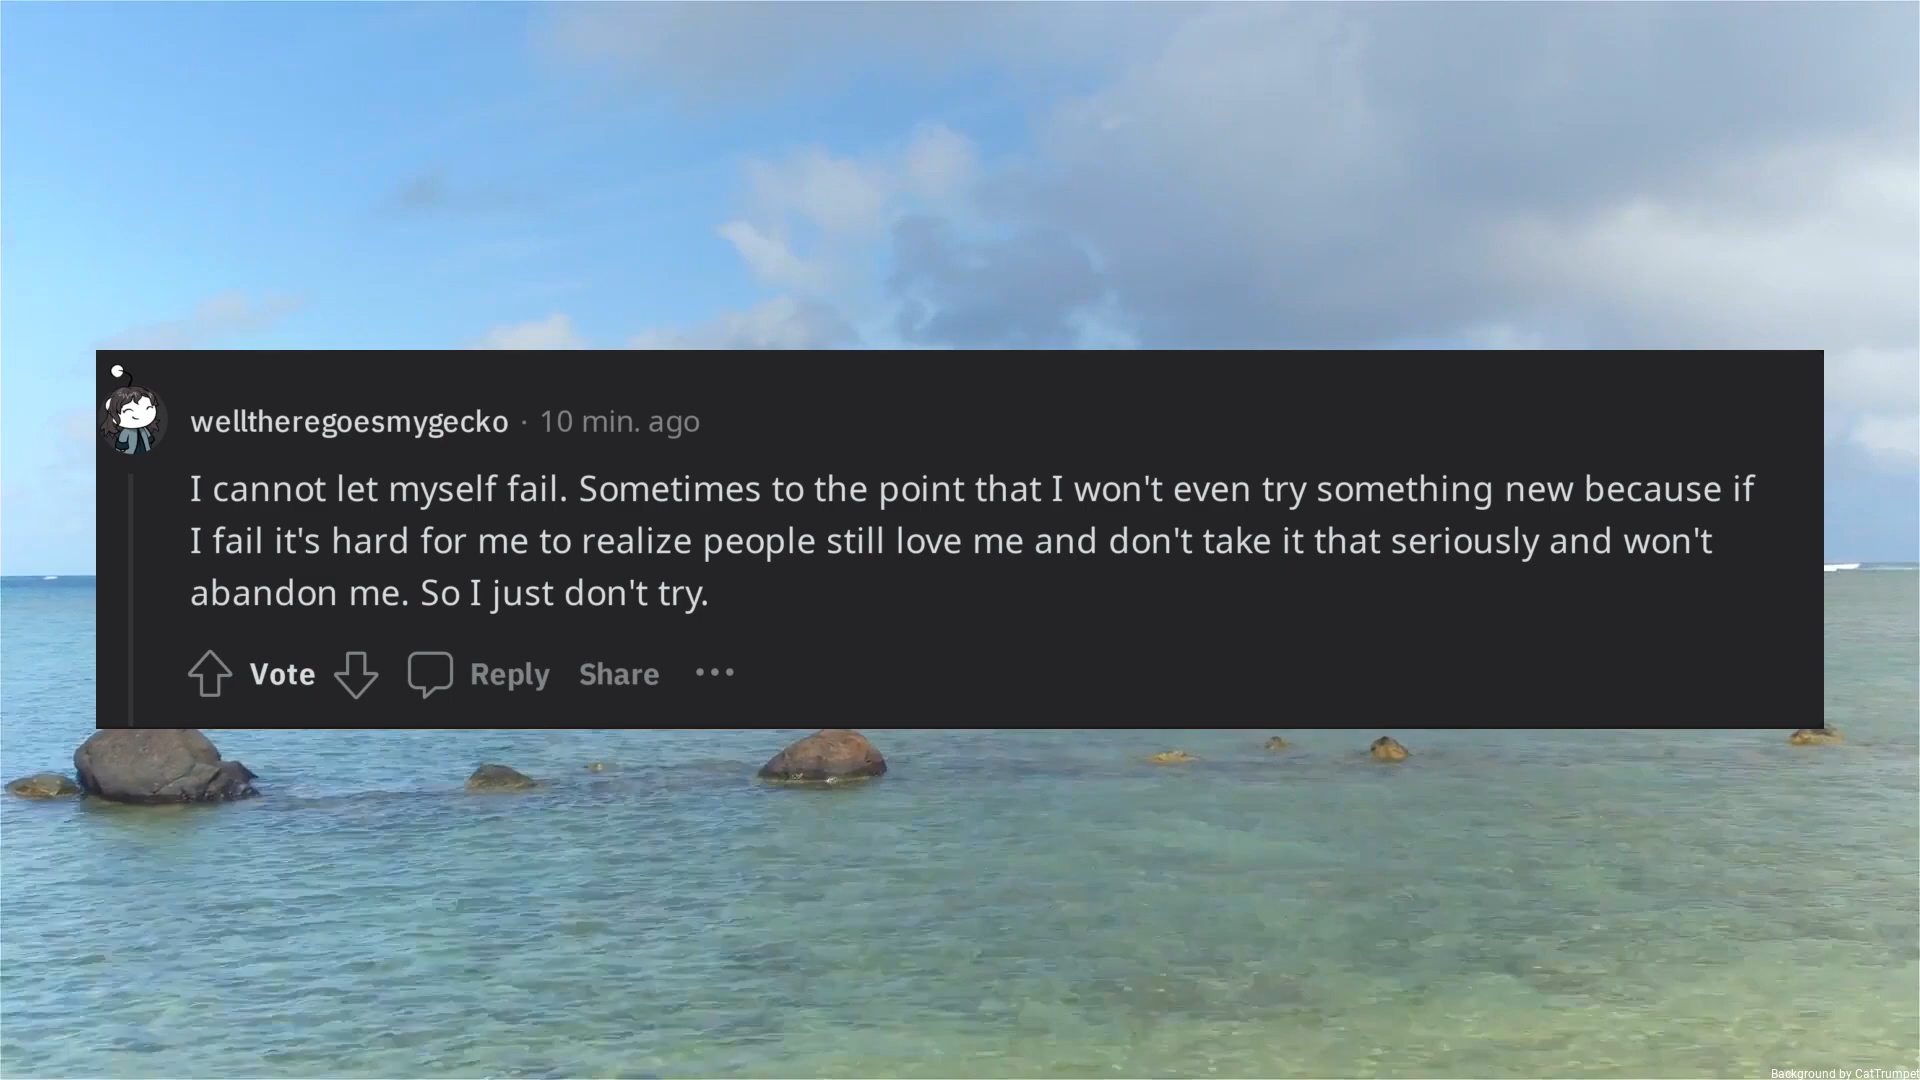 welltheregoesmygecko · 10 min. ago
I cannot let myself fail. Sometimes to the point that I won't even try something new because if
I fail it's hard for me to realize people still love me and don't take it that seriously and won't
abandon me. So I just don't try.
Vote Reply Share ...
Background by CatTrumpet